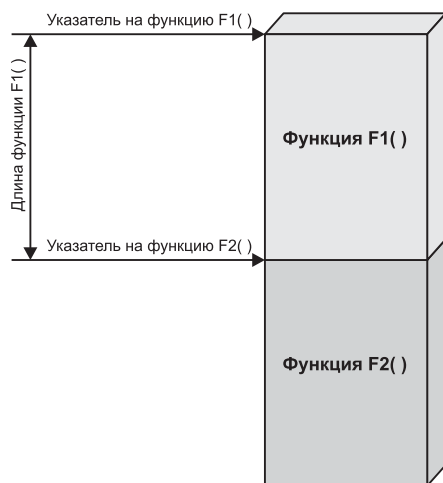 Указатель на функцию F1( )
Длина функции F1( )
Функция F1( )
Указатель на функцию F2( )
Функция F2( )